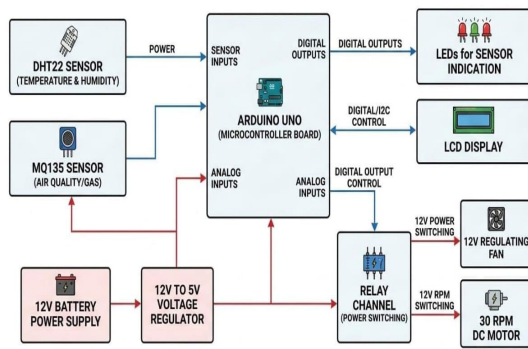 DHT22 SENSOR
(TEMPERATURE & HUMIDITY)
POWER
SENSOR
INPUTS
DIGITAL
OUTPUTS
DIGITAL OUTPUTS
LEDs for SENSOR
INDICATION
ARDUINO UNO
(MICROCONTROLLER BOARD)
DIGITAL/I2C
CONTROL
LCD DISPLAY
MQ135 SENSOR
(AIR QUALITY/GAS)
ANALOG
INPUTS
ANALOG
INPUTS
DIGITAL OUTPUT
CONTROL
12V POWER
SWITCHING
12V REGULATING
FAN
12V BATTERY
POWER SUPPLY
12V TO 5V
VOLTAGE
REGULATOR
RELAY
CHANNEL
(POWER SWITCHING)
12V RPM
SWITCHING
30 RPM
DC MOTOR